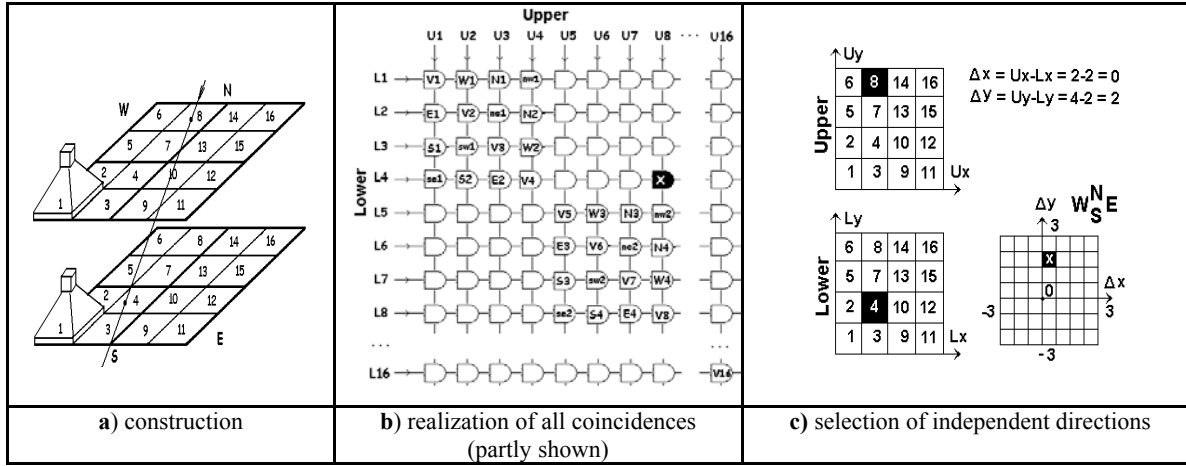 N
W
6 8 14 16
5 7 13 15
2 4 10 12
1 3 9 11
6 8 14 16
5 7 13 15
2 4 10 12
1 3 9 11
S E
a) construction
Upper
U1 U2 U3 U4 U5 U6 U7 U8 ... U16
Lower
L1 V1 W1 N1 nw1
L2 E1 V2 ne1 N2
L3 S1 sw1 V3 W2
L4 se1 S2 E2 V4 X
L5 V5 W3 N3 nw2
L6 E3 V6 ne2 N4
L7 S3 sw2 V7 W4
L8 se2 S4 E4 V8
...
L16 V16
b) realization of all coincidences
(partly shown)
Uy
Upper
6 8 14 16
5 7 13 15
2 4 10 12
1 3 9 11
Ux
Δx = Ux-Lx = 2-2 = 0
Δy = Uy-Ly = 4-2 = 2
Ly
Lower
6 8 14 16
5 7 13 15
2 4 10 12
1 3 9 11
Lx
Δy W N S E
3
X
0 Δx
-3 3
-3
c) selection of independent directions